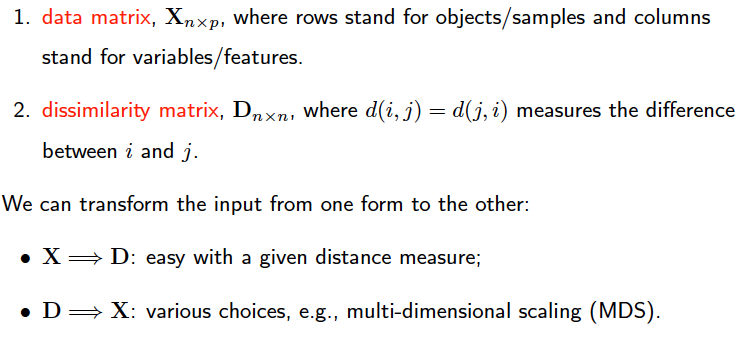 1. data matrix, Xₙₓₚ, where rows stand for objects/samples and columns
stand for variables/features.
2. dissimilarity matrix, Dₙₓₙ, where d(i, j) = d(j, i) measures the difference
between i and j.
We can transform the input from one form to the other:
• X ⟹ D: easy with a given distance measure;
• D ⟹ X: various choices, e.g., multi-dimensional scaling (MDS).